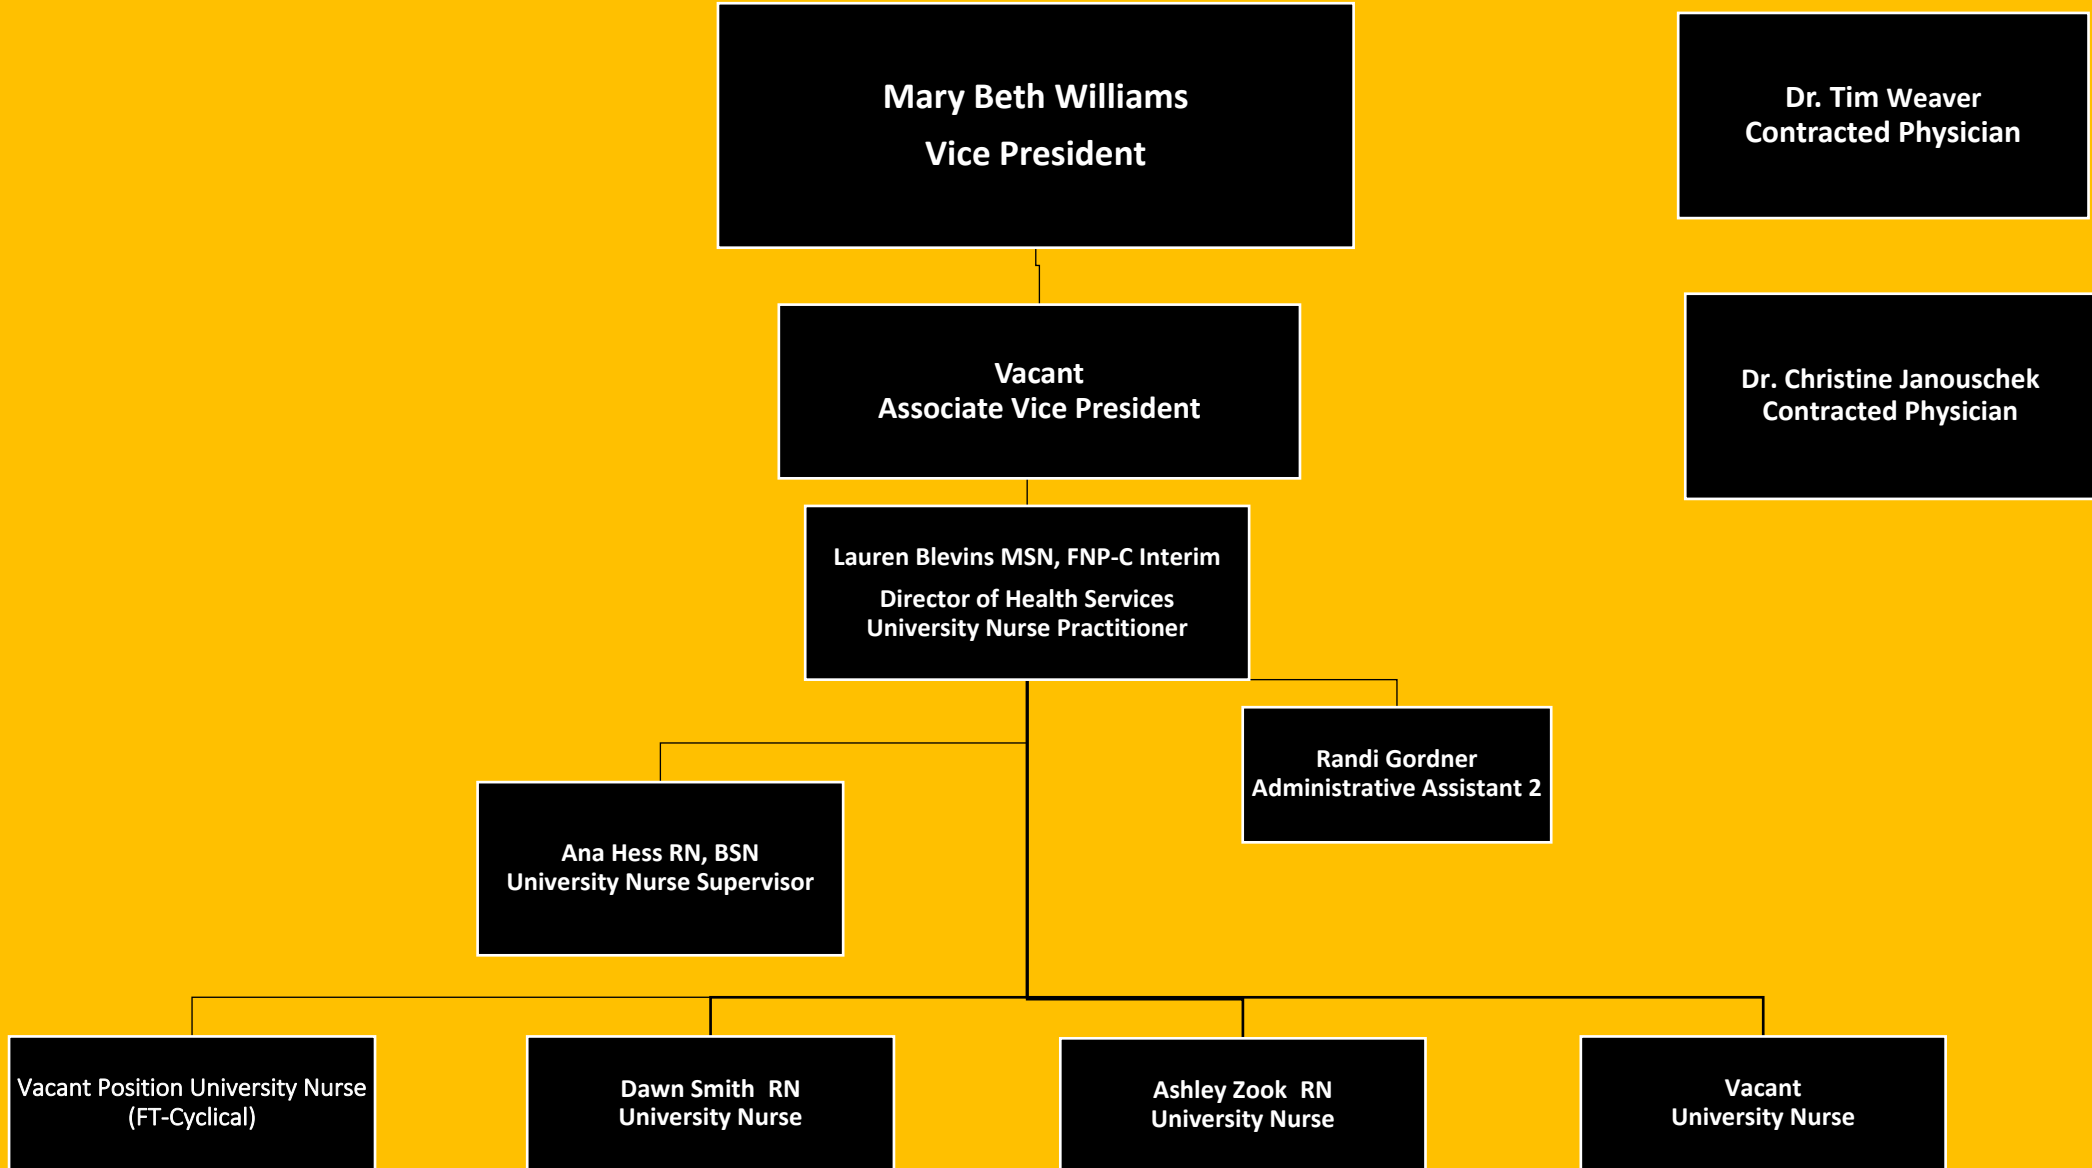 Mary Beth Williams
Vice President
Dr. Tim Weaver
Contracted Physician
Vacant
Associate Vice President
Dr. Christine Janouschek
Contracted Physician
Lauren Blevins MSN, FNP-C Interim
Director of Health Services
University Nurse Practitioner
Randi Gordner
Administrative Assistant 2
Ana Hess RN, BSN
University Nurse Supervisor
Vacant Position University Nurse
(FT-Cyclical)
Dawn Smith  RN
University Nurse
Ashley Zook  RN
University Nurse
Vacant
University Nurse